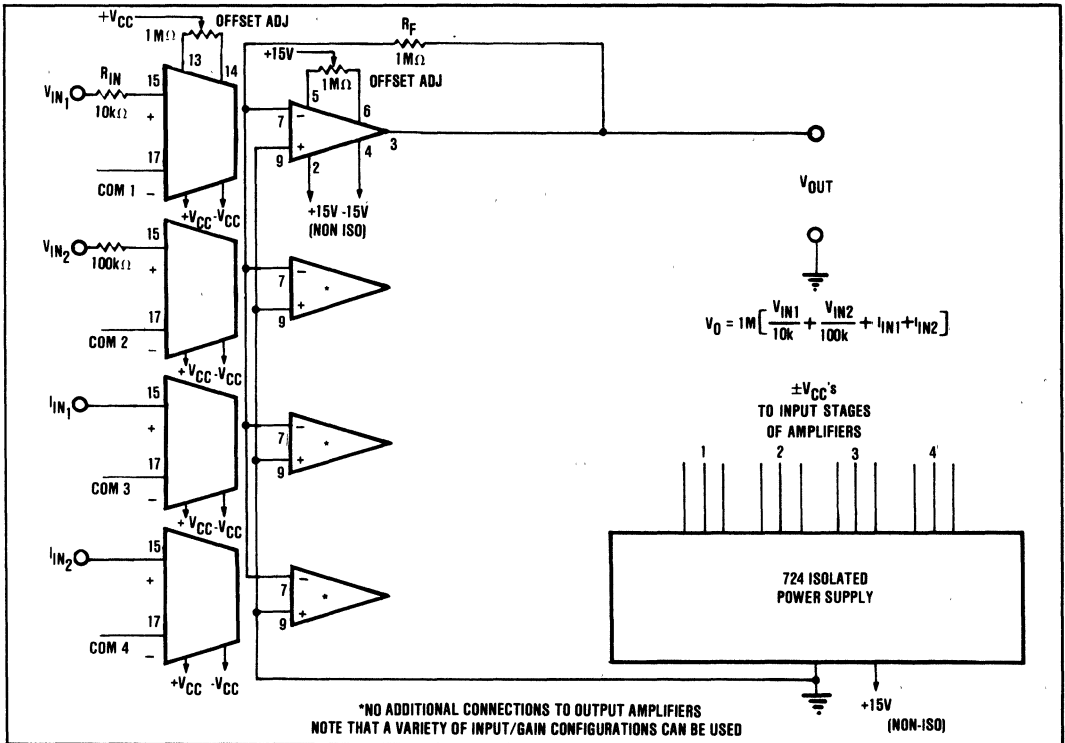 +VCC
OFFSET ADJ
1MΩ
13
14
VIN1
RIN
10kΩ
15
+
17
COM 1
−
+VCC -VCC
+15V
1MΩ
OFFSET ADJ
5
6
7
−
9
+
2
4
3
+15V -15V
(NON ISO)
RF
1MΩ
VOUT
VIN2
100kΩ
15
+
17
COM 2
−
+VCC -VCC
7
−
*
9
+
VO = 1M[VIN1/10k + VIN2/100k + IIN1+IIN2]
IIN1
15
+
17
COM 3
−
+VCC -VCC
7
−
*
9
+
±VCC's
TO INPUT STAGES
OF AMPLIFIERS
1 2 3 4
IIN2
15
+
17
COM 4
−
+VCC -VCC
7
−
*
9
+
724 ISOLATED
POWER SUPPLY
+15V
(NON-ISO)
*NO ADDITIONAL CONNECTIONS TO OUTPUT AMPLIFIERS
NOTE THAT A VARIETY OF INPUT/GAIN CONFIGURATIONS CAN BE USED